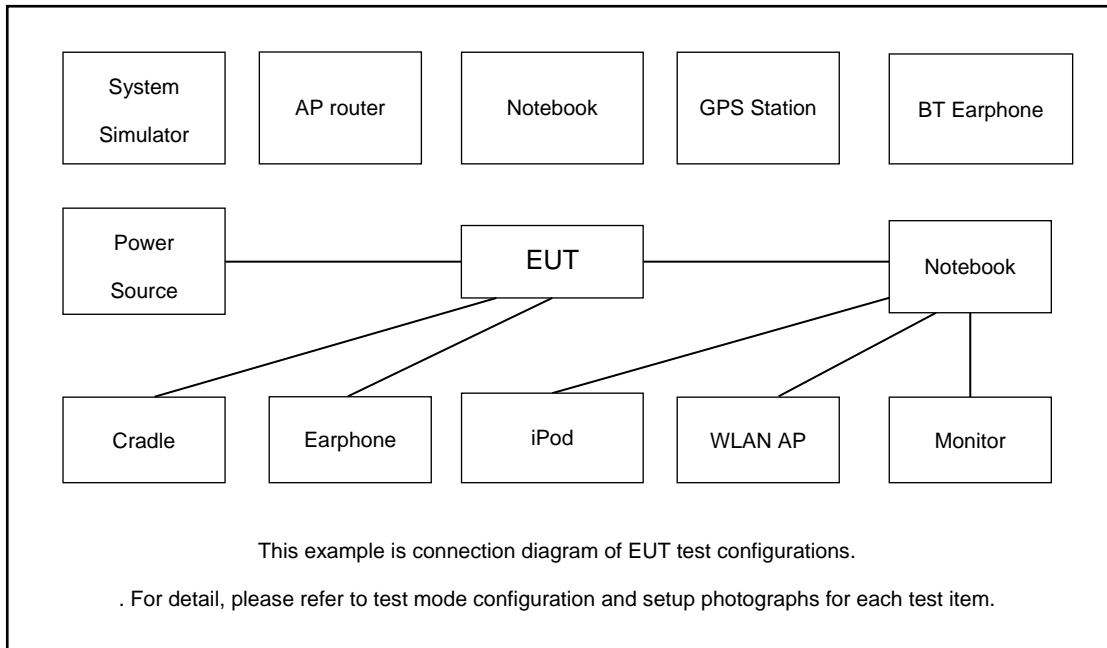 System
Simulator
AP router
Notebook
GPS Station
BT Earphone
Power
Source
EUT
Notebook
Cradle
Earphone
iPod
WLAN AP
Monitor
This example is connection diagram of EUT test configurations.
. For detail, please refer to test mode configuration and setup photographs for each test item.